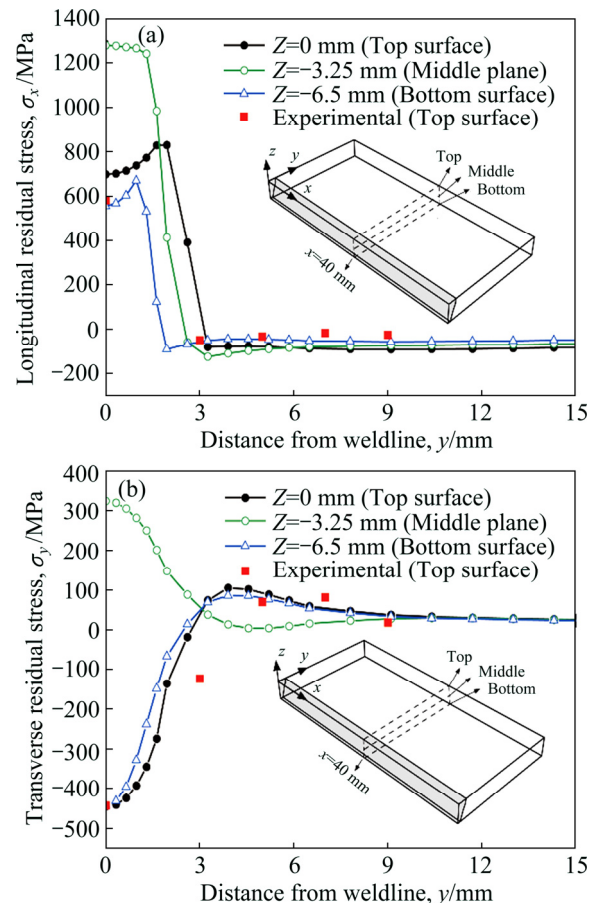 (a)
Z=0 mm (Top surface)
Z=−3.25 mm (Middle plane)
Z=−6.5 mm (Bottom surface)
Experimental (Top surface)
1400
1200
1000
800
600
400
200
0
−200
Longitudinal residual stress, σx/MPa
z
y
x
Top
Middle
Bottom
x=40 mm
0
3
6
9
12
15
Distance from weldline, y/mm
(b)
Z=0 mm (Top surface)
Z=−3.25 mm (Middle plane)
Z=−6.5 mm (Bottom surface)
Experimental (Top surface)
400
300
200
100
0
−100
−200
−300
−400
−500
Transverse residual stress, σy/MPa
z
y
x
Top
Middle
Bottom
x=40 mm
0
3
6
9
12
15
Distance from weldline, y/mm